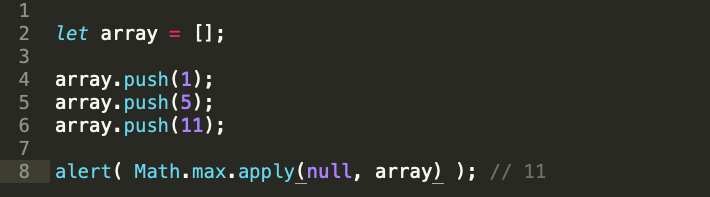 1
2 let array = [];
3
4 array.push(1);
5 array.push(5);
6 array.push(11);
7
8 alert( Math.max.apply(null, array) ); // 11